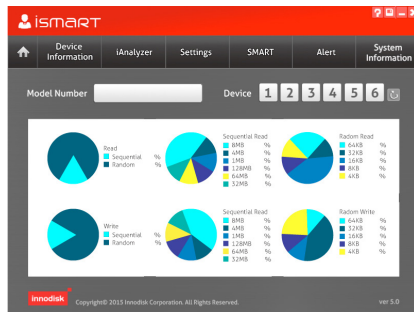 ismart
Device Information
iAnalyzer
Settings
SMART
Alert
System Information
Model Number
Device 1 2 3 4 5 6
Read
Sequential %
Random %
Sequential Read
8MB %
4MB %
1MB %
128MB %
64MB %
32MB %
Radom Read
64KB %
32KB %
16KB %
8KB %
4KB %
Write
Sequential %
Random %
Sequential Read
8MB %
4MB %
1MB %
128MB %
64MB %
32MB %
Radom Write
64KB %
32KB %
16KB %
8KB %
4KB %
innodisk
Copyright© 2015 Innodisk Corporation. All Rights Reserved.
ver 5.0